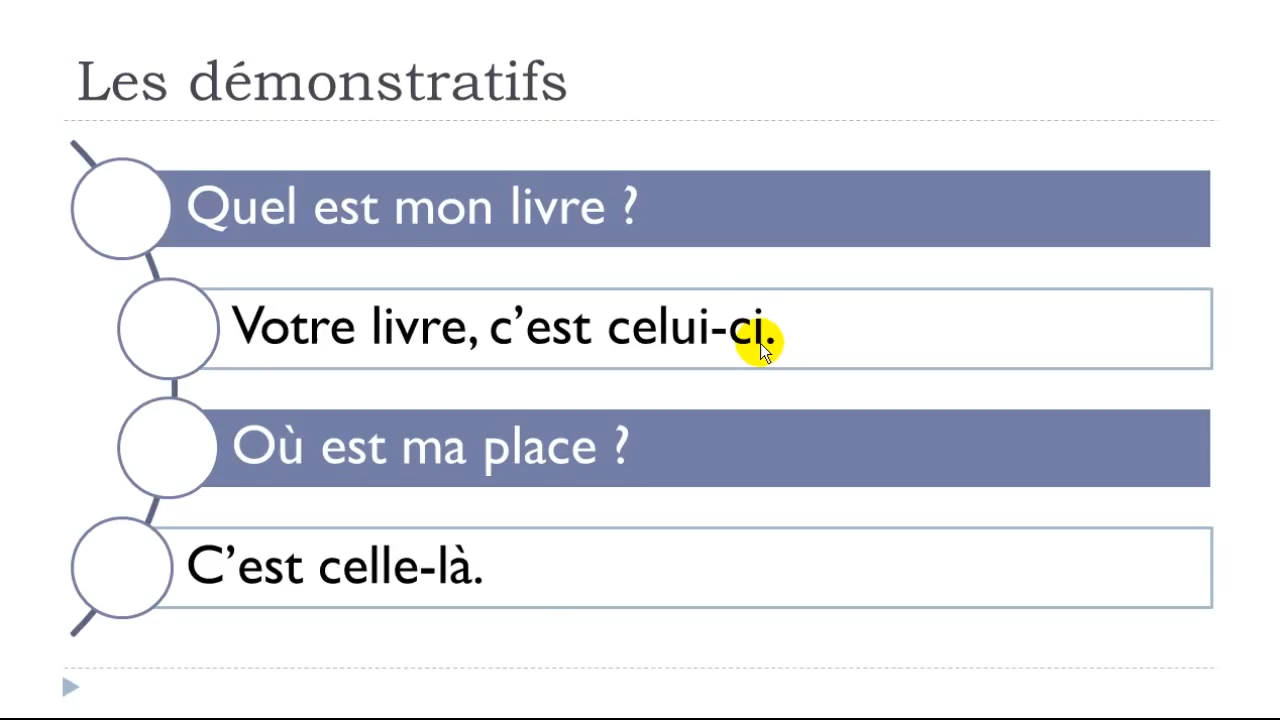 Les démonstratifs
Quel est mon livre ?
Votre livre, c’est celui-ci.
Où est ma place ?
C’est celle-là.